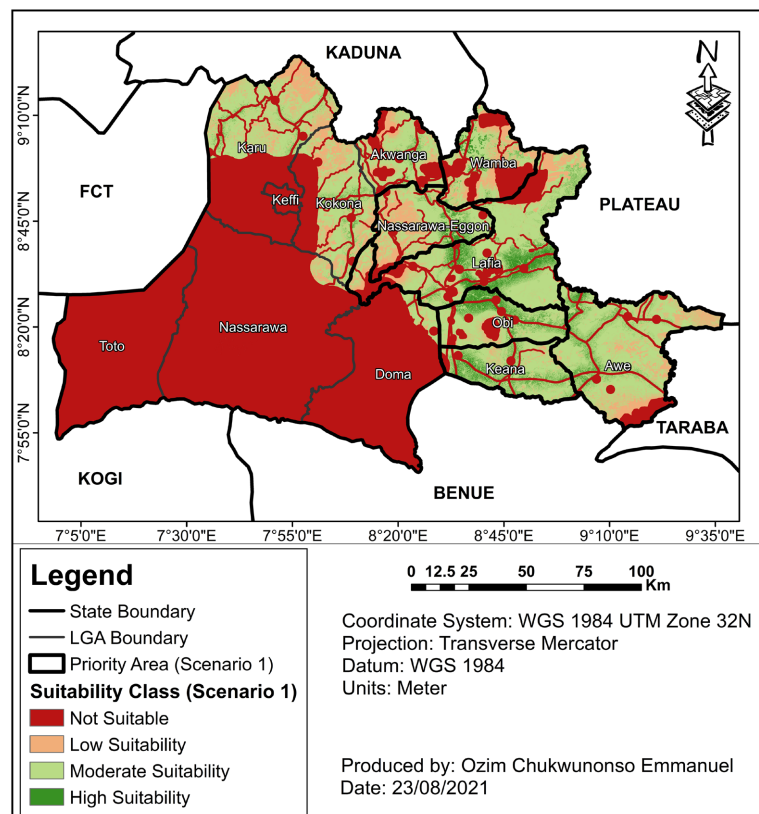 KADUNA
N
9°10'0"N
Karu
Akwanga
Wamba
FCT
Keffi
Kokona
PLATEAU
8°45'0"N
Nassarawa-Eggon
Lafia
8°20'0"N
Toto
Nassarawa
Obi
Doma
Keana
Awe
7°55'0"N
TARABA
KOGI
BENUE
7°5'0"E 7°30'0"E 7°55'0"E 8°20'0"E 8°45'0"E 9°10'0"E 9°35'0"E
Legend
State Boundary
LGA Boundary
Priority Area (Scenario 1)
Suitability Class (Scenario 1)
Not Suitable
Low Suitability
Moderate Suitability
High Suitability
0 12.5 25 50 75 100
Km
Coordinate System: WGS 1984 UTM Zone 32N
Projection: Transverse Mercator
Datum: WGS 1984
Units: Meter
Produced by: Ozim Chukwunonso Emmanuel
Date: 23/08/2021